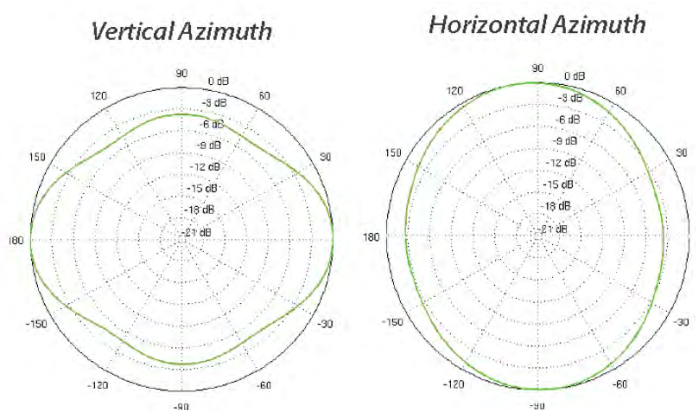 Vertical Azimuth
90
0 dB
120
60
-3 dB
-6 dB
150
30
-9 dB
-12 dB
-15 dB
-18 dB
-21 dB
180
-150
-30
-120
-60
-90
Horizontal Azimuth
90
0 dB
120
60
-3 dB
-6 dB
150
30
-9 dB
-12 dB
-15 dB
-18 dB
-21 dB
180
-150
-30
-120
-60
-90